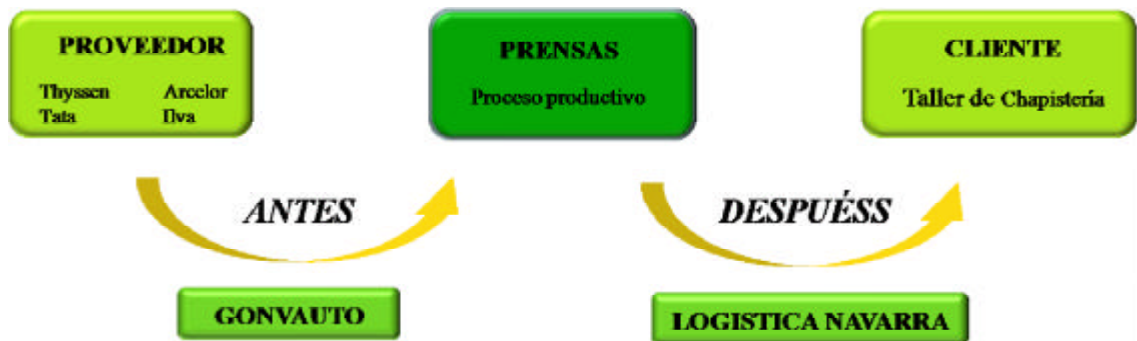 PROVEEDOR
Thyssen Arcelor
Tata Ilva
PRENSAS
Proceso productivo
CLIENTE
Taller de Chapistería
ANTES
DESPUÉSS
GONVAUTO
LOGISTICA NAVARRA